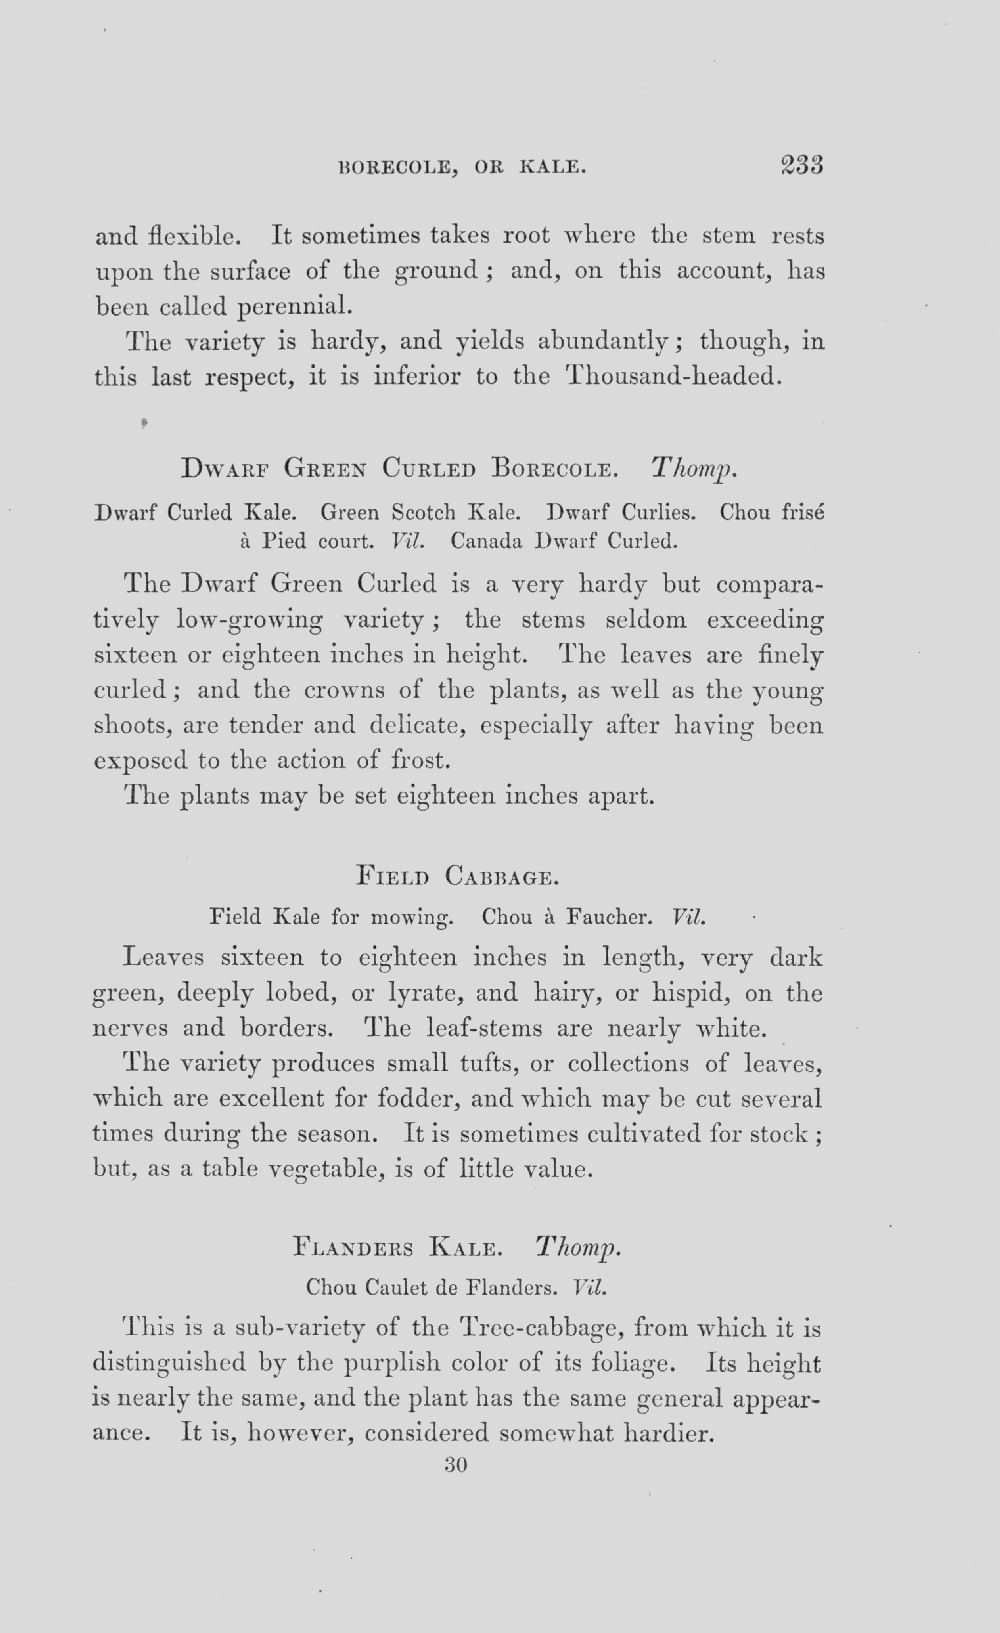 BORECOLE, OR KALE. 233
and flexible. It sometimes takes root where the stem rests
upon the surface of the ground; and, on this account, has
been called perennial.
The variety is hardy, and yields abundantly; though, in
this last respect, it is inferior to the Thousand-headed.
DWARF GREEN CURLED BORECOLE. Thomp.
Dwarf Curled Kale. Green Scotch Kale. Dwarf Curlies. Chou frisé
à Pied court. Vil. Canada Dwarf Curled.
The Dwarf Green Curled is a very hardy but compara-
tively low-growing variety; the stems seldom exceeding
sixteen or eighteen inches in height. The leaves are finely
curled; and the crowns of the plants, as well as the young
shoots, are tender and delicate, especially after having been
exposed to the action of frost.
The plants may be set eighteen inches apart.
FIELD CABBAGE.
Field Kale for mowing. Chou à Faucher. Vil.
Leaves sixteen to eighteen inches in length, very dark
green, deeply lobed, or lyrate, and hairy, or hispid, on the
nerves and borders. The leaf-stems are nearly white.
The variety produces small tufts, or collections of leaves,
which are excellent for fodder, and which may be cut several
times during the season. It is sometimes cultivated for stock;
but, as a table vegetable, is of little value.
FLANDERS KALE. Thomp.
Chou Caulet de Flanders. Vil.
This is a sub-variety of the Tree-cabbage, from which it is
distinguished by the purplish color of its foliage. Its height
is nearly the same, and the plant has the same general appear-
ance. It is, however, considered somewhat hardier.
30